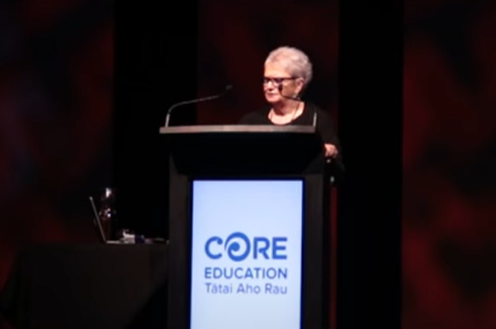 CORE
EDUCATION
Tātai Aho Rau